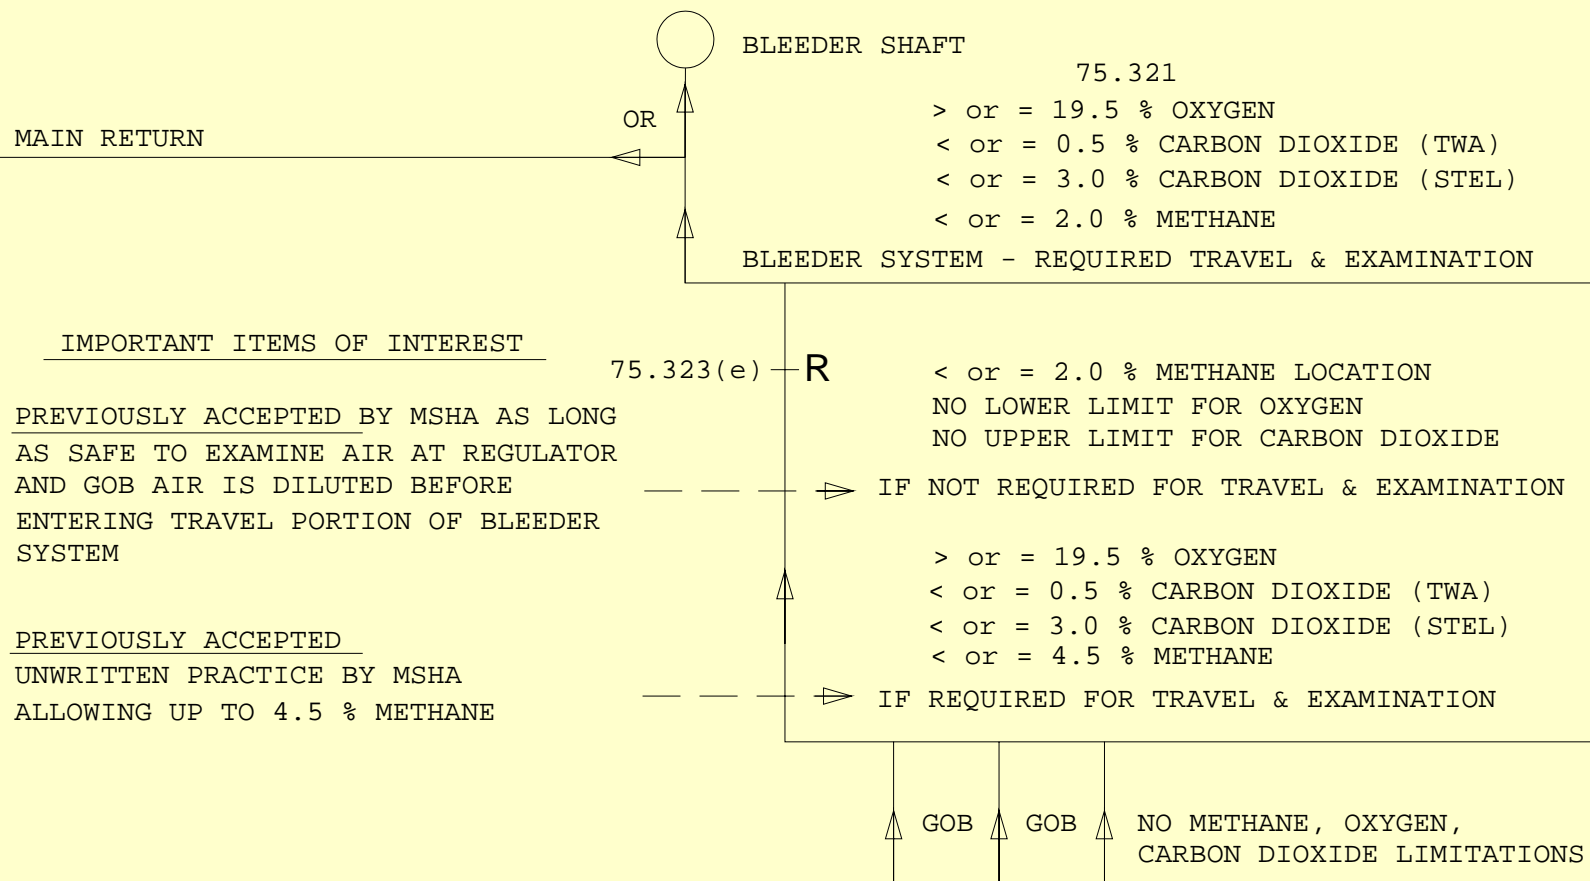 BLEEDER SHAFT
75.321
> or = 19.5 % OXYGEN
OR
MAIN RETURN
< or = 0.5 % CARBON DIOXIDE (TWA)
< or = 3.0 % CARBON DIOXIDE (STEL)
< or = 2.0 % METHANE
BLEEDER SYSTEM - REQUIRED TRAVEL & EXAMINATION
IMPORTANT ITEMS OF INTEREST
PREVIOUSLY ACCEPTED BY MSHA AS LONG
AS SAFE TO EXAMINE AIR AT REGULATOR
AND GOB AIR IS DILUTED BEFORE
ENTERING TRAVEL PORTION OF BLEEDER
SYSTEM
PREVIOUSLY ACCEPTED
UNWRITTEN PRACTICE BY MSHA
ALLOWING UP TO 4.5 % METHANE
75.323(e) R
< or = 2.0 % METHANE LOCATION
NO LOWER LIMIT FOR OXYGEN
NO UPPER LIMIT FOR CARBON DIOXIDE
IF NOT REQUIRED FOR TRAVEL & EXAMINATION
> or = 19.5 % OXYGEN
< or = 0.5 % CARBON DIOXIDE (TWA)
< or = 3.0 % CARBON DIOXIDE (STEL)
< or = 4.5 % METHANE
IF REQUIRED FOR TRAVEL & EXAMINATION
GOB GOB
NO METHANE, OXYGEN,
CARBON DIOXIDE LIMITATIONS